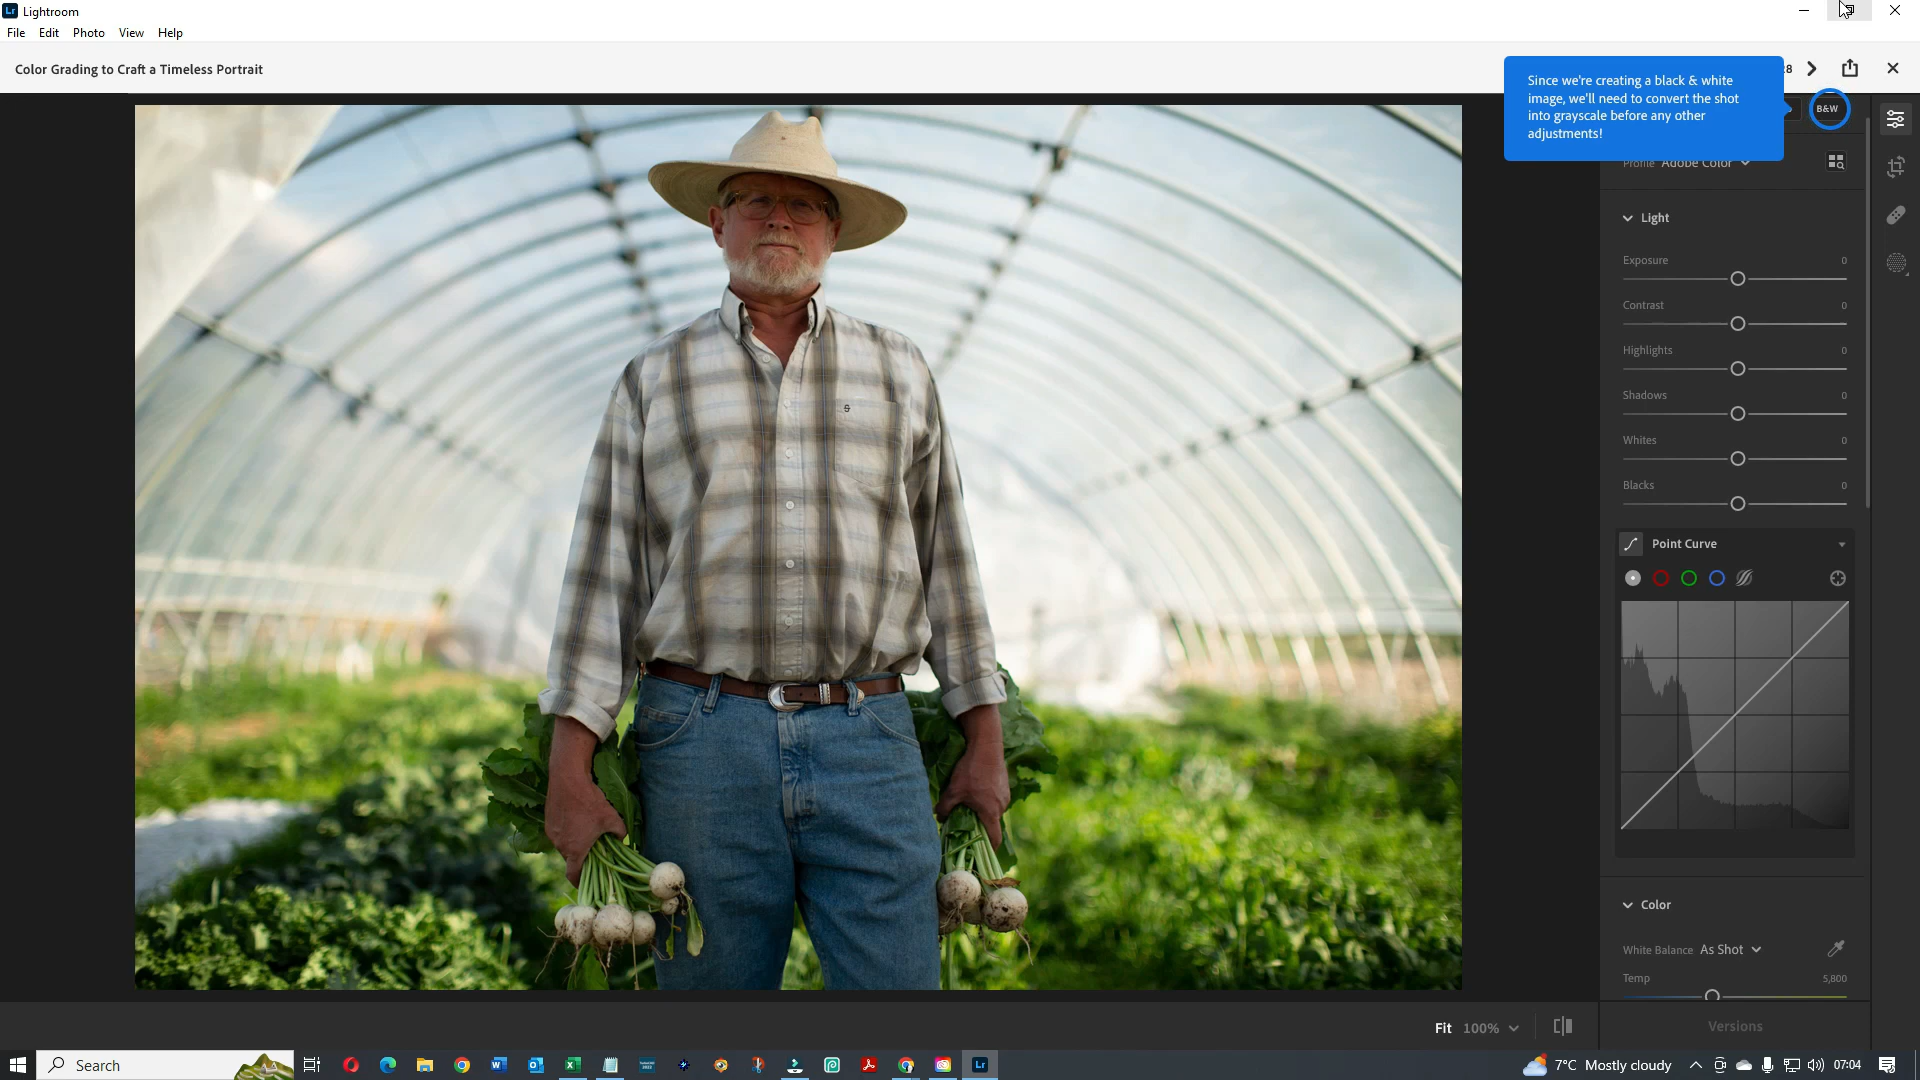 Lr Lightroom
File Edit Photo View Help
Color Grading to Craft a Timeless Portrait
Since we're creating a black & white
image, we'll need to convert the shot
into grayscale before any other
adjustments!
B&W
Profile Adobe Color
Light
Exposure 0
Contrast 0
Highlights 0
Shadows 0
Whites 0
Blacks 0
Point Curve
Color
White Balance As Shot
Temp 5,800
Fit 100%
Versions
Search
7°C Mostly cloudy 07:04